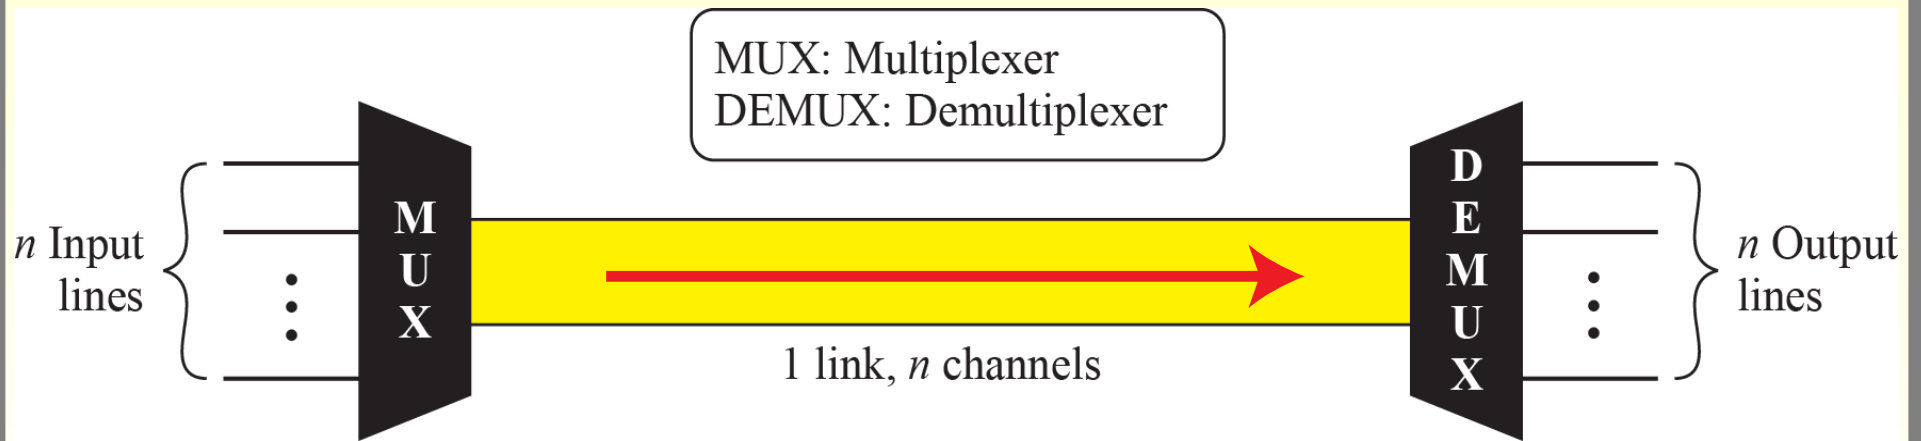 MUX: Multiplexer
DEMUX: Demultiplexer
n Input
lines
MUX
1 link, n channels
DEMUX
n Output
lines